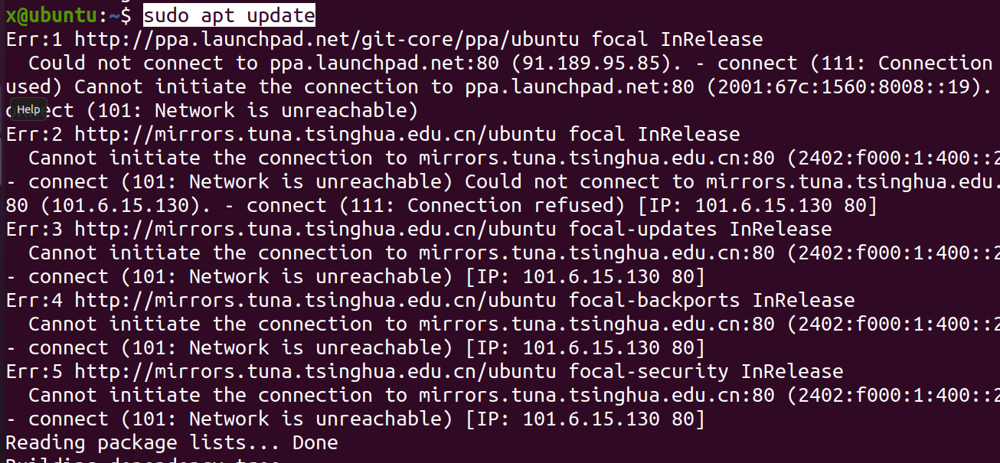 x@ubuntu:~$ sudo apt update
Err:1 http://ppa.launchpad.net/git-core/ppa/ubuntu focal InRelease
  Could not connect to ppa.launchpad.net:80 (91.189.95.85). - connect (111: Connection
used) Cannot initiate the connection to ppa.launchpad.net:80 (2001:67c:1560:8008::19).
Help
(101: Network is unreachable)
Err:2 http://mirrors.tuna.tsinghua.edu.cn/ubuntu focal InRelease
  Cannot initiate the connection to mirrors.tuna.tsinghua.edu.cn:80 (2402:f000:1:400::2
- connect (101: Network is unreachable) Could not connect to mirrors.tuna.tsinghua.edu.
80 (101.6.15.130). - connect (111: Connection refused) [IP: 101.6.15.130 80]
Err:3 http://mirrors.tuna.tsinghua.edu.cn/ubuntu focal-updates InRelease
  Cannot initiate the connection to mirrors.tuna.tsinghua.edu.cn:80 (2402:f000:1:400::2
- connect (101: Network is unreachable) [IP: 101.6.15.130 80]
Err:4 http://mirrors.tuna.tsinghua.edu.cn/ubuntu focal-backports InRelease
  Cannot initiate the connection to mirrors.tuna.tsinghua.edu.cn:80 (2402:f000:1:400::2
- connect (101: Network is unreachable) [IP: 101.6.15.130 80]
Err:5 http://mirrors.tuna.tsinghua.edu.cn/ubuntu focal-security InRelease
  Cannot initiate the connection to mirrors.tuna.tsinghua.edu.cn:80 (2402:f000:1:400::2
- connect (101: Network is unreachable) [IP: 101.6.15.130 80]
Reading package lists... Done